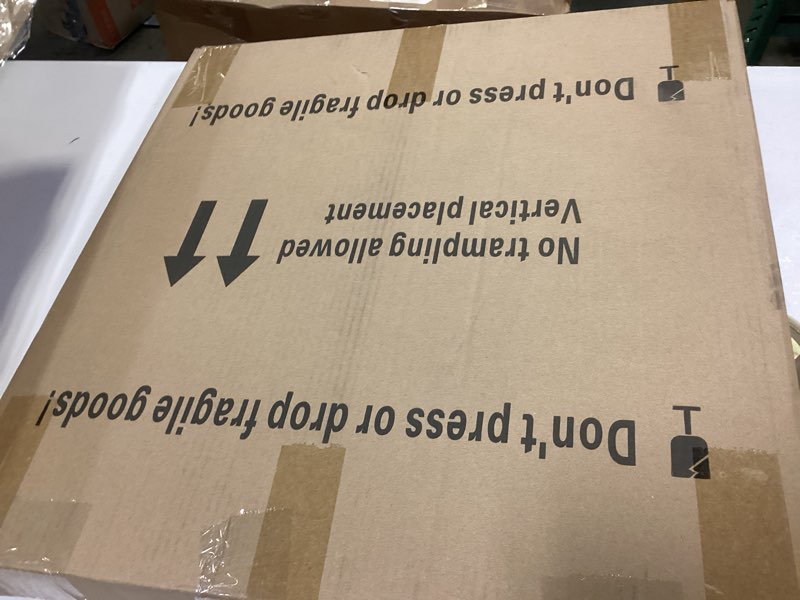 Don't press or drop fragile goods!
No trampling allowed
Vertical placement
Don't press or drop fragile goods!